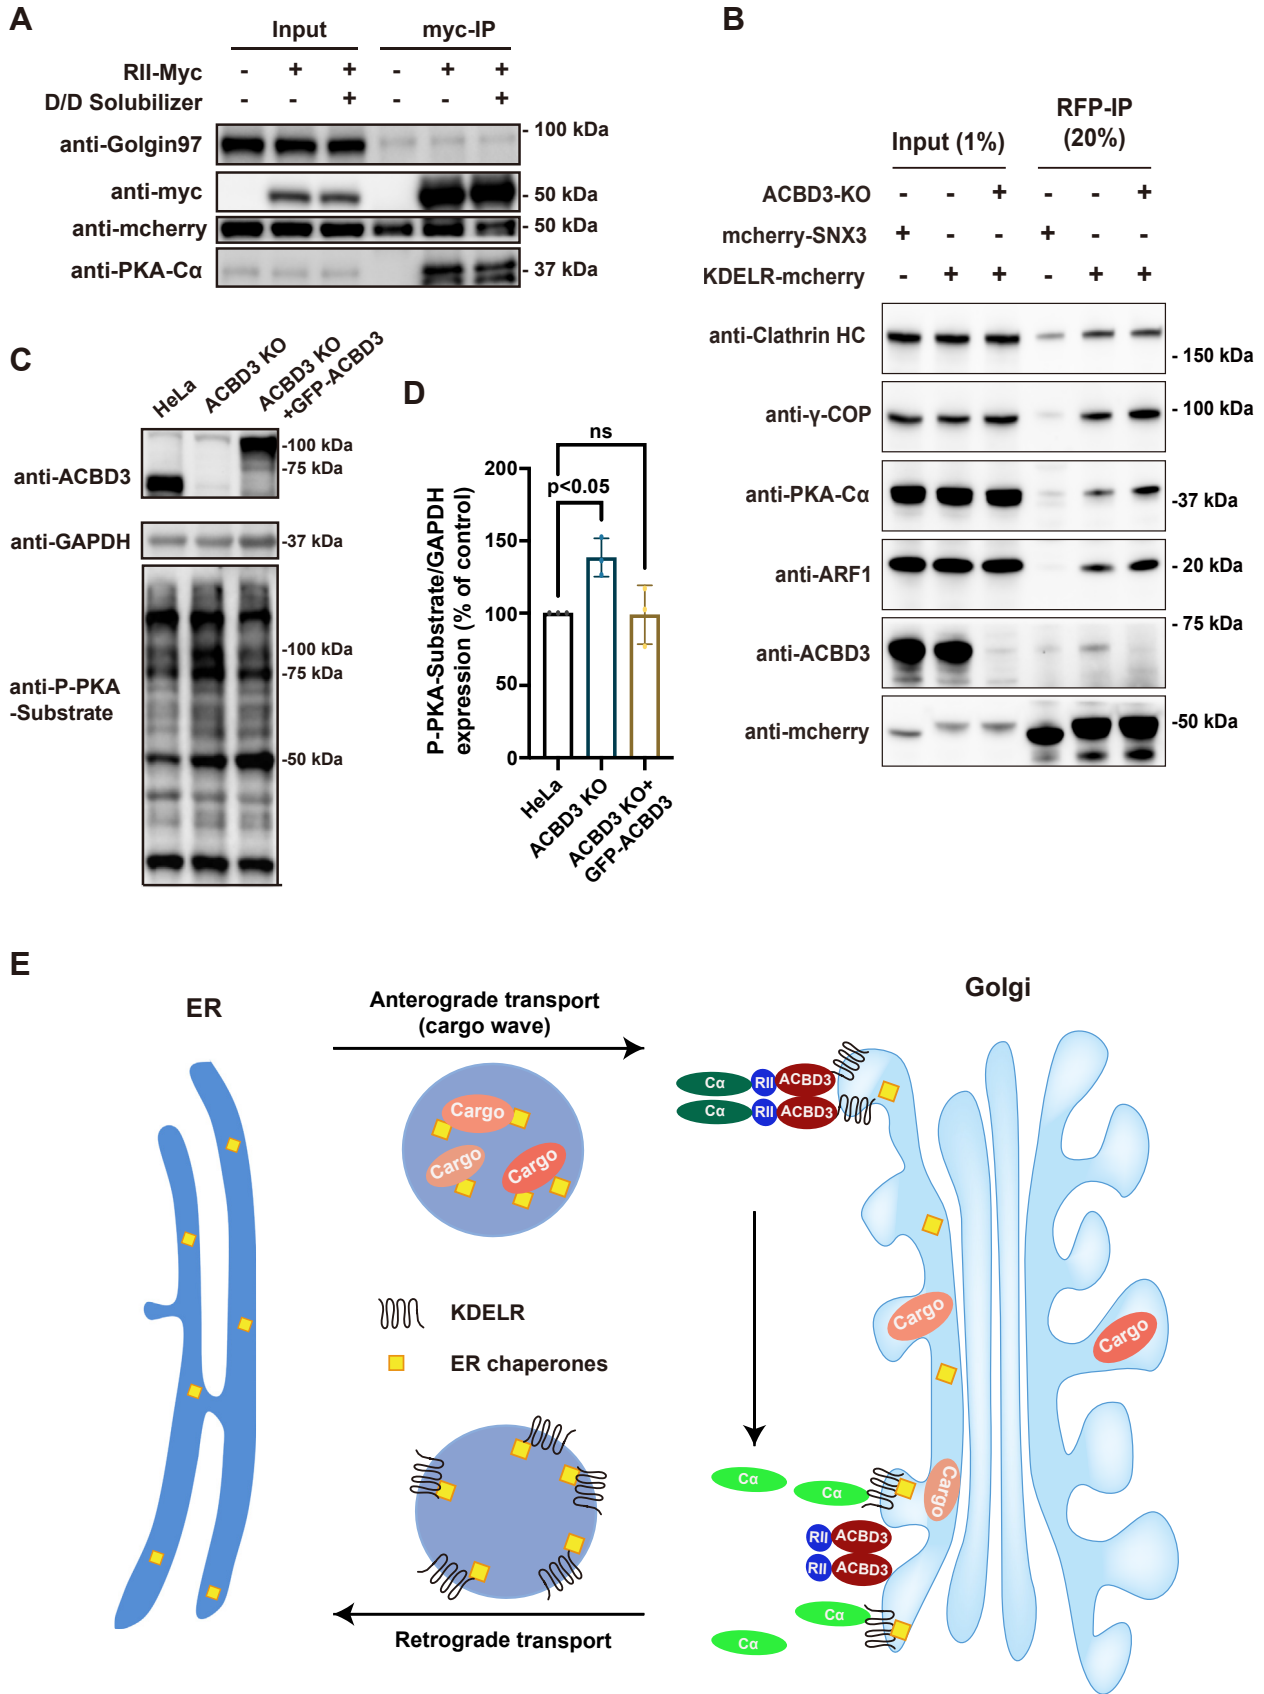 A
Input
myc-IP
RII-Myc - + + - + +
D/D Solubilizer - - + - - +
anti-Golgin97
- 100 kDa
anti-myc
- 50 kDa
anti-mcherry
- 50 kDa
anti-PKA-Cα
- 37 kDa
B
Input (1%)
RFP-IP
(20%)
ACBD3-KO - - + - - +
mcherry-SNX3 + - - + - -
KDELR-mcherry - + + - + +
anti-Clathrin HC
- 150 kDa
anti-γ-COP
- 100 kDa
anti-PKA-Cα
-37 kDa
anti-ARF1
- 20 kDa
anti-ACBD3
- 75 kDa
anti-mcherry
-50 kDa
C
HeLa
ACBD3 KO
ACBD3 KO
+GFP-ACBD3
anti-ACBD3
-100 kDa
-75 kDa
anti-GAPDH
-37 kDa
anti-P-PKA
-Substrate
-100 kDa
-75 kDa
-50 kDa
D
P-PKA-Substrate/GAPDH
expression (% of control)
200
150
100
50
0
ns
p<0.05
HeLa
ACBD3 KO
ACBD3 KO+
GFP-ACBD3
E
ER
Anterograde transport
(cargo wave)
Golgi
Cargo
Cargo
Cargo
Cα RII ACBD3
Cα RII ACBD3
KDELR
ER chaperones
Cargo
Cargo
Cargo
Cα
Cα
RII ACBD3
RII ACBD3
Cα
Cα
Retrograde transport